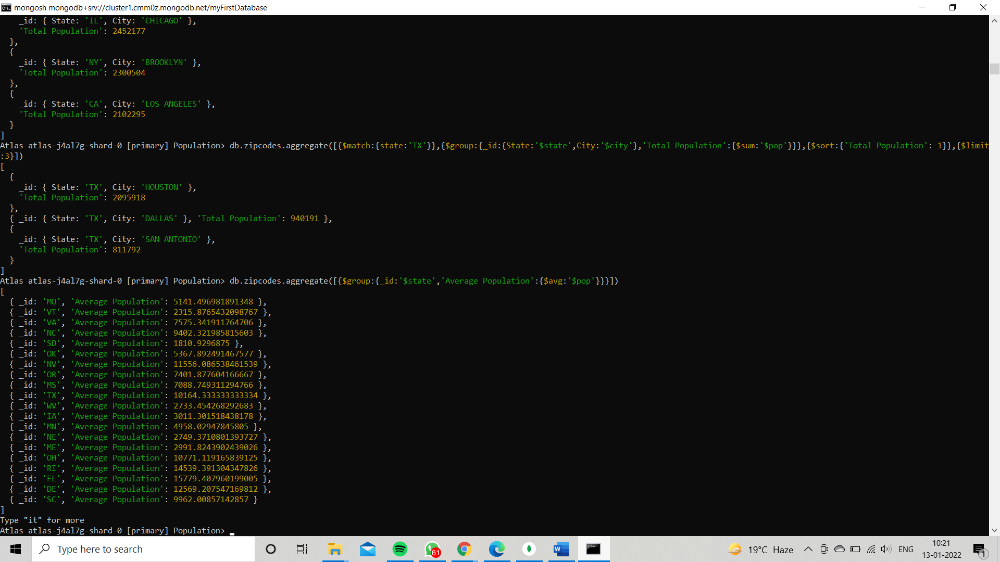 mongosh mongodb+srv://cluster1.cmm0z.mongodb.net/myFirstDatabase
_id: { State: 'IL', City: 'CHICAGO' },
'Total Population': 2452177
},
{
_id: { State: 'NY', City: 'BROOKLYN' },
'Total Population': 2300504
},
{
_id: { State: 'CA', City: 'LOS ANGELES' },
'Total Population': 2102295
}
]
Atlas atlas-j4al7g-shard-0 [primary] Population> db.zipcodes.aggregate([{$match:{state:'TX'}},{$group:{_id:{State:'$state',City:'$city'},'Total Population':{$sum:'$pop'}}},{$sort:{'Total Population':-1}},{$limit
:3}])
[
{
_id: { State: 'TX', City: 'HOUSTON' },
'Total Population': 2095918
},
{ _id: { State: 'TX', City: 'DALLAS' }, 'Total Population': 940191 },
{
_id: { State: 'TX', City: 'SAN ANTONIO' },
'Total Population': 811792
}
]
Atlas atlas-j4al7g-shard-0 [primary] Population> db.zipcodes.aggregate([{$group:{_id:'$state','Average Population':{$avg:'$pop'}}}])
[
{ _id: 'MO', 'Average Population': 5141.496981891348 },
{ _id: 'VT', 'Average Population': 2315.8765432098767 },
{ _id: 'VA', 'Average Population': 7575.341911764706 },
{ _id: 'NC', 'Average Population': 9402.321985815603 },
{ _id: 'SD', 'Average Population': 1810.9296875 },
{ _id: 'OK', 'Average Population': 5367.892491467577 },
{ _id: 'NV', 'Average Population': 11556.086538461539 },
{ _id: 'OR', 'Average Population': 7401.877604166667 },
{ _id: 'MS', 'Average Population': 7088.749311294766 },
{ _id: 'TX', 'Average Population': 10164.333333333334 },
{ _id: 'WV', 'Average Population': 2733.454268292683 },
{ _id: 'IA', 'Average Population': 3011.301518438178 },
{ _id: 'MN', 'Average Population': 4958.02947845805 },
{ _id: 'NE', 'Average Population': 2749.3710801393727 },
{ _id: 'ME', 'Average Population': 2991.8243902439026 },
{ _id: 'OH', 'Average Population': 10771.119165839125 },
{ _id: 'RI', 'Average Population': 14539.391304347826 },
{ _id: 'FL', 'Average Population': 15779.407960199005 },
{ _id: 'DE', 'Average Population': 12569.207547169812 },
{ _id: 'SC', 'Average Population': 9962.00857142857 }
]
Type "it" for more
Atlas atlas-j4al7g-shard-0 [primary] Population>
Type here to search
61
19°C Haze
ENG
10:21
13-01-2022
1